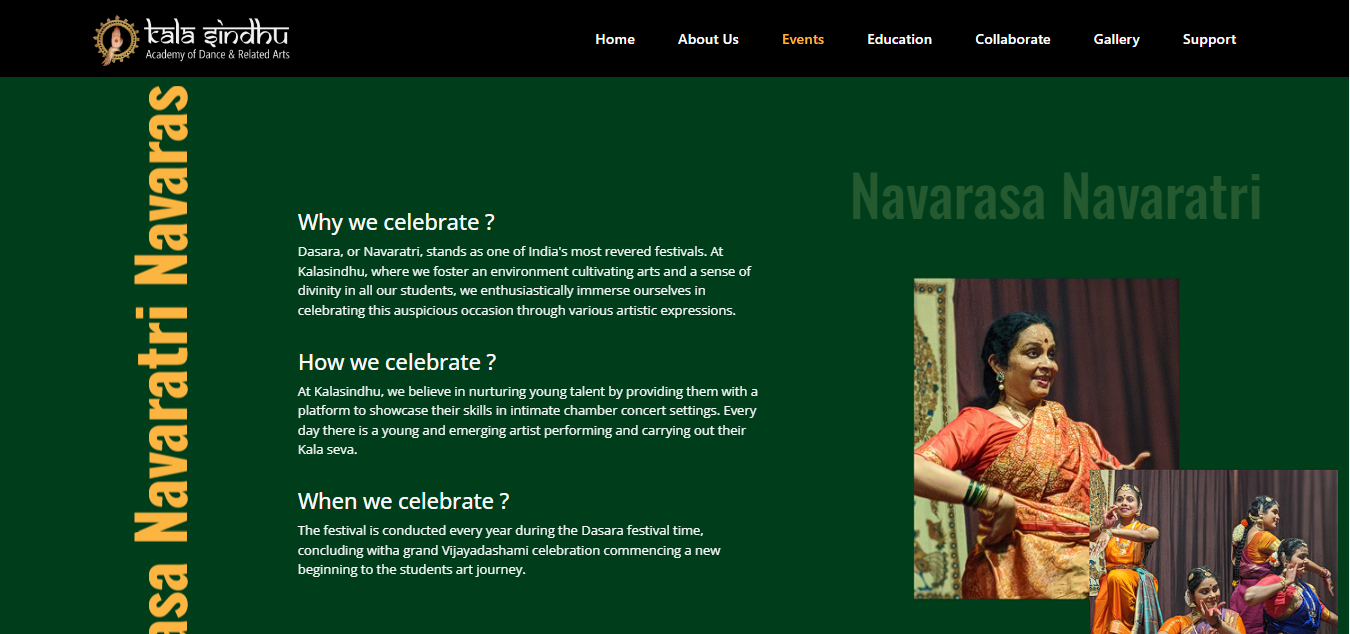 kala sindhu
Academy of Dance & Related Arts
Home
About Us
Events
Education
Collaborate
Gallery
Support
asa Navaratri Navaras
Navarasa Navaratri
Why we celebrate ?
Dasara, or Navaratri, stands as one of India's most revered festivals. At
Kalasindhu, where we foster an environment cultivating arts and a sense of
divinity in all our students, we enthusiastically immerse ourselves in
celebrating this auspicious occasion through various artistic expressions.
How we celebrate ?
At Kalasindhu, we believe in nurturing young talent by providing them with a
platform to showcase their skills in intimate chamber concert settings. Every
day there is a young and emerging artist performing and carrying out their
Kala seva.
When we celebrate ?
The festival is conducted every year during the Dasara festival time,
concluding witha grand Vijayadashami celebration commencing a new
beginning to the students art journey.